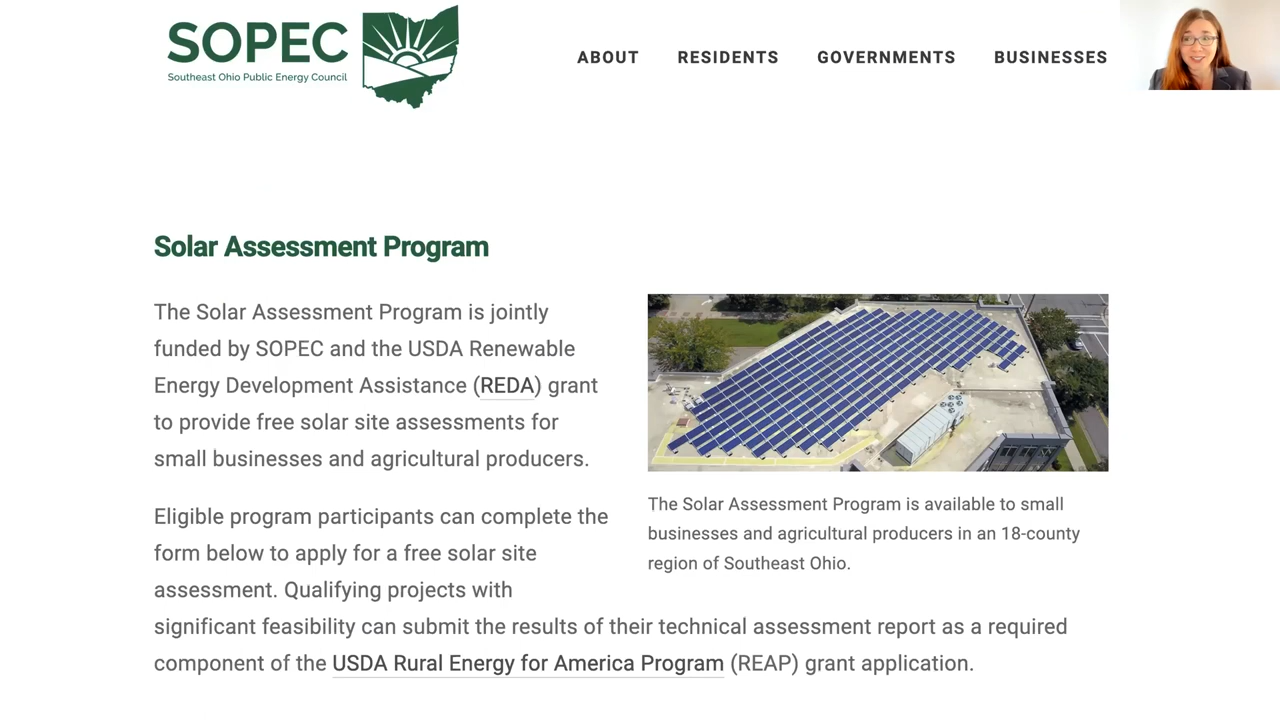 SOPEC
Southeast Ohio Public Energy Council
ABOUT RESIDENTS GOVERNMENTS BUSINESSES
Solar Assessment Program
The Solar Assessment Program is jointly
funded by SOPEC and the USDA Renewable
Energy Development Assistance (REDA) grant
to provide free solar site assessments for
small businesses and agricultural producers.
Eligible program participants can complete the
form below to apply for a free solar site
assessment. Qualifying projects with
significant feasibility can submit the results of their technical assessment report as a required
component of the USDA Rural Energy for America Program (REAP) grant application.
The Solar Assessment Program is available to small
businesses and agricultural producers in an 18-county
region of Southeast Ohio.